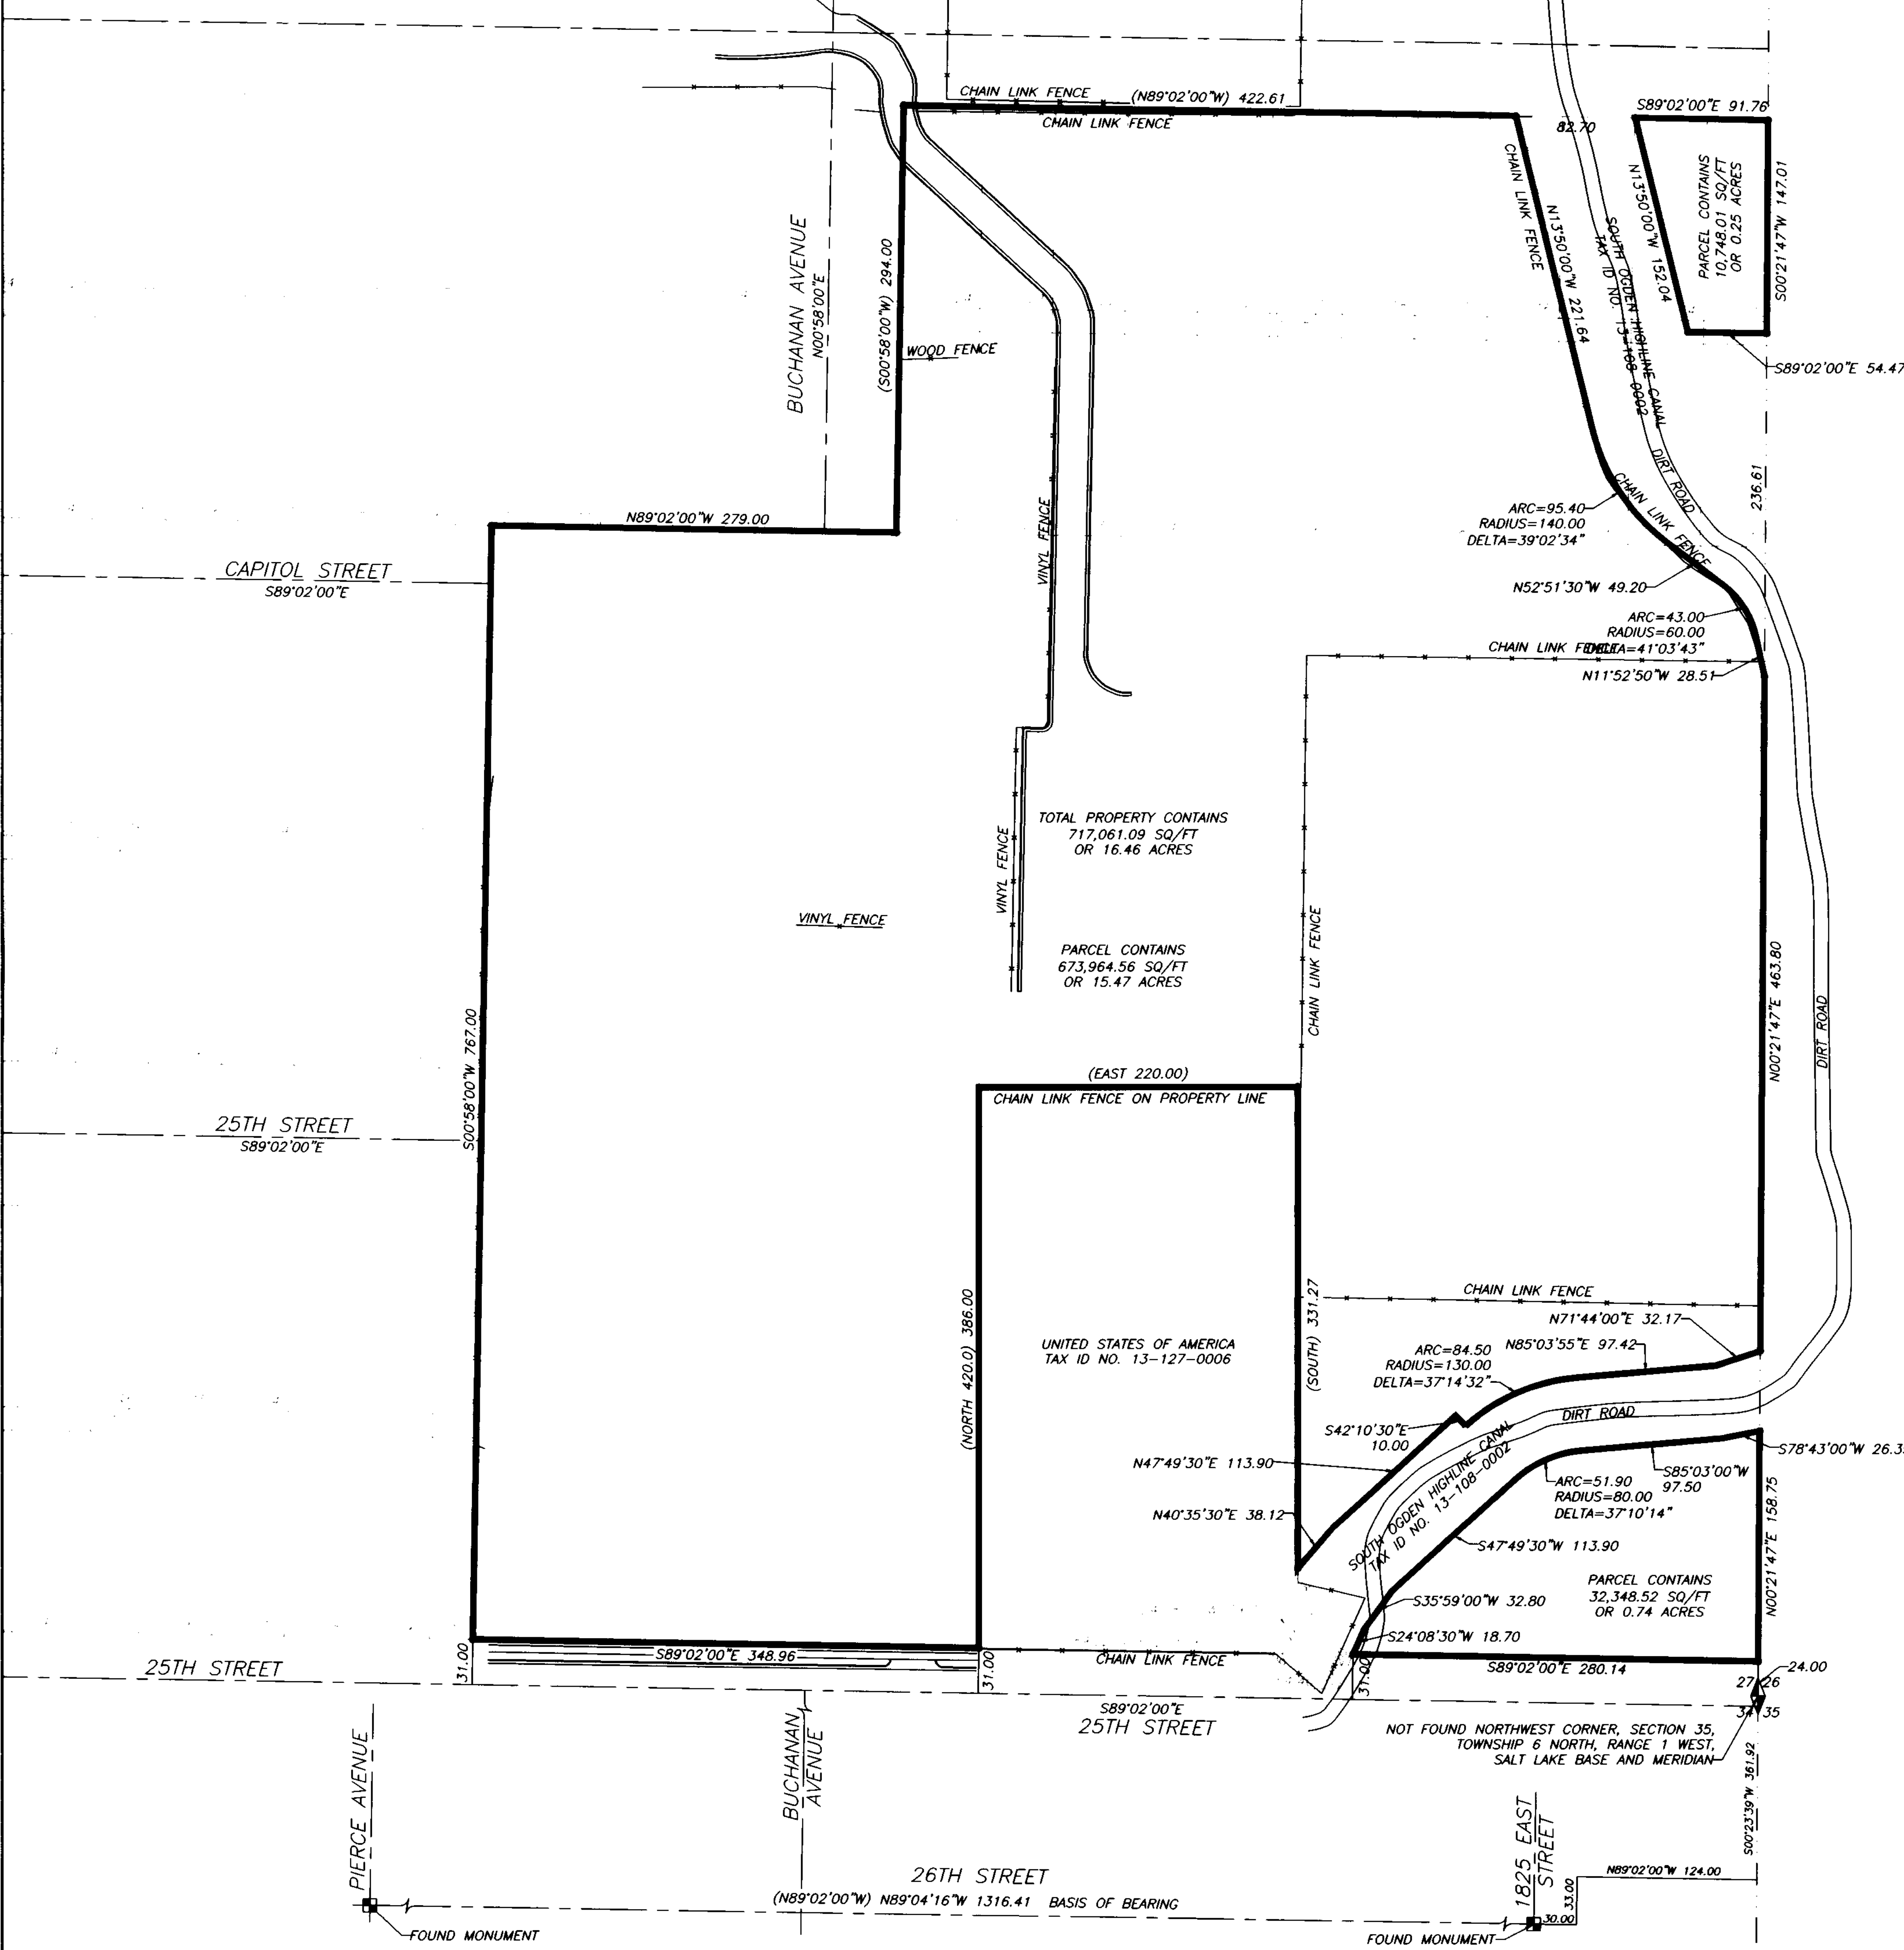 CHAIN LINK FENCE
(N89°02'00"W) 422.61
CHAIN LINK FENCE
S89°02'00"E 91.76
82.70
CHAIN LINK FENCE
N13°50'00"W 221.64
SOUTH OGDEN HIGHLINE CANAL
TAX ID NO. 13-108-0002
N13°50'00"W 152.04
PARCEL CONTAINS
10,748.01 SQ/FT
OR 0.25 ACRES
S00°21'47"W 147.01
S89°02'00"E 54.47
BUCHANAN AVENUE
N00°58'00"E
(S00°58'00"W) 294.00
WOOD FENCE
DIRT ROAD
236.61
CHAIN LINK FENCE
ARC=95.40
RADIUS=140.00
DELTA=39°02'34"
N89°02'00"W 279.00
VINYL FENCE
CAPITOL STREET
S89°02'00"E
N52°51'30"W 49.20
ARC=43.00
RADIUS=60.00
DELTA=41°03'43"
CHAIN LINK FENCE
N11°52'50"W 28.51
TOTAL PROPERTY CONTAINS
717,061.09 SQ/FT
OR 16.46 ACRES
VINYL FENCE
VINYL FENCE
PARCEL CONTAINS
673,964.56 SQ/FT
OR 15.47 ACRES
CHAIN LINK FENCE
N00°21'47"E 463.80
DIRT ROAD
S00°58'00"W 767.00
(EAST 220.00)
CHAIN LINK FENCE ON PROPERTY LINE
25TH STREET
S89°02'00"E
(NORTH 420.0) 386.00
UNITED STATES OF AMERICA
TAX ID NO. 13-127-0006
(SOUTH) 331.27
CHAIN LINK FENCE
N71°44'00"E 32.17
N85°03'55"E 97.42
ARC=84.50
RADIUS=130.00
DELTA=37°14'32"
DIRT ROAD
S42°10'30"E
10.00
N47°49'30"E 113.90
N40°35'30"E 38.12
SOUTH OGDEN HIGHLINE CANAL
TAX ID NO. 13-108-0002
S78°43'00"W 26.3
S85°03'00"W
97.50
ARC=51.90
RADIUS=80.00
DELTA=37°10'14"
S47°49'30"W 113.90
N00°21'47"E 158.75
PARCEL CONTAINS
32,348.52 SQ/FT
OR 0.74 ACRES
S35°59'00"W 32.80
S24°08'30"W 18.70
25TH STREET
31.00
S89°02'00"E 348.96
31.00
CHAIN LINK FENCE
31.00
S89°02'00"E 280.14
24.00
27 26
34 35
S89°02'00"E
25TH STREET
NOT FOUND NORTHWEST CORNER, SECTION 35,
TOWNSHIP 6 NORTH, RANGE 1 WEST,
SALT LAKE BASE AND MERIDIAN
PIERCE AVENUE
BUCHANAN
AVENUE
1825 EAST
STREET
S00°23'39"W 361.92
N89°02'00"W 124.00
33.00
30.00
26TH STREET
(N89°02'00"W) N89°04'16"W 1316.41 BASIS OF BEARING
FOUND MONUMENT
FOUND MONUMENT